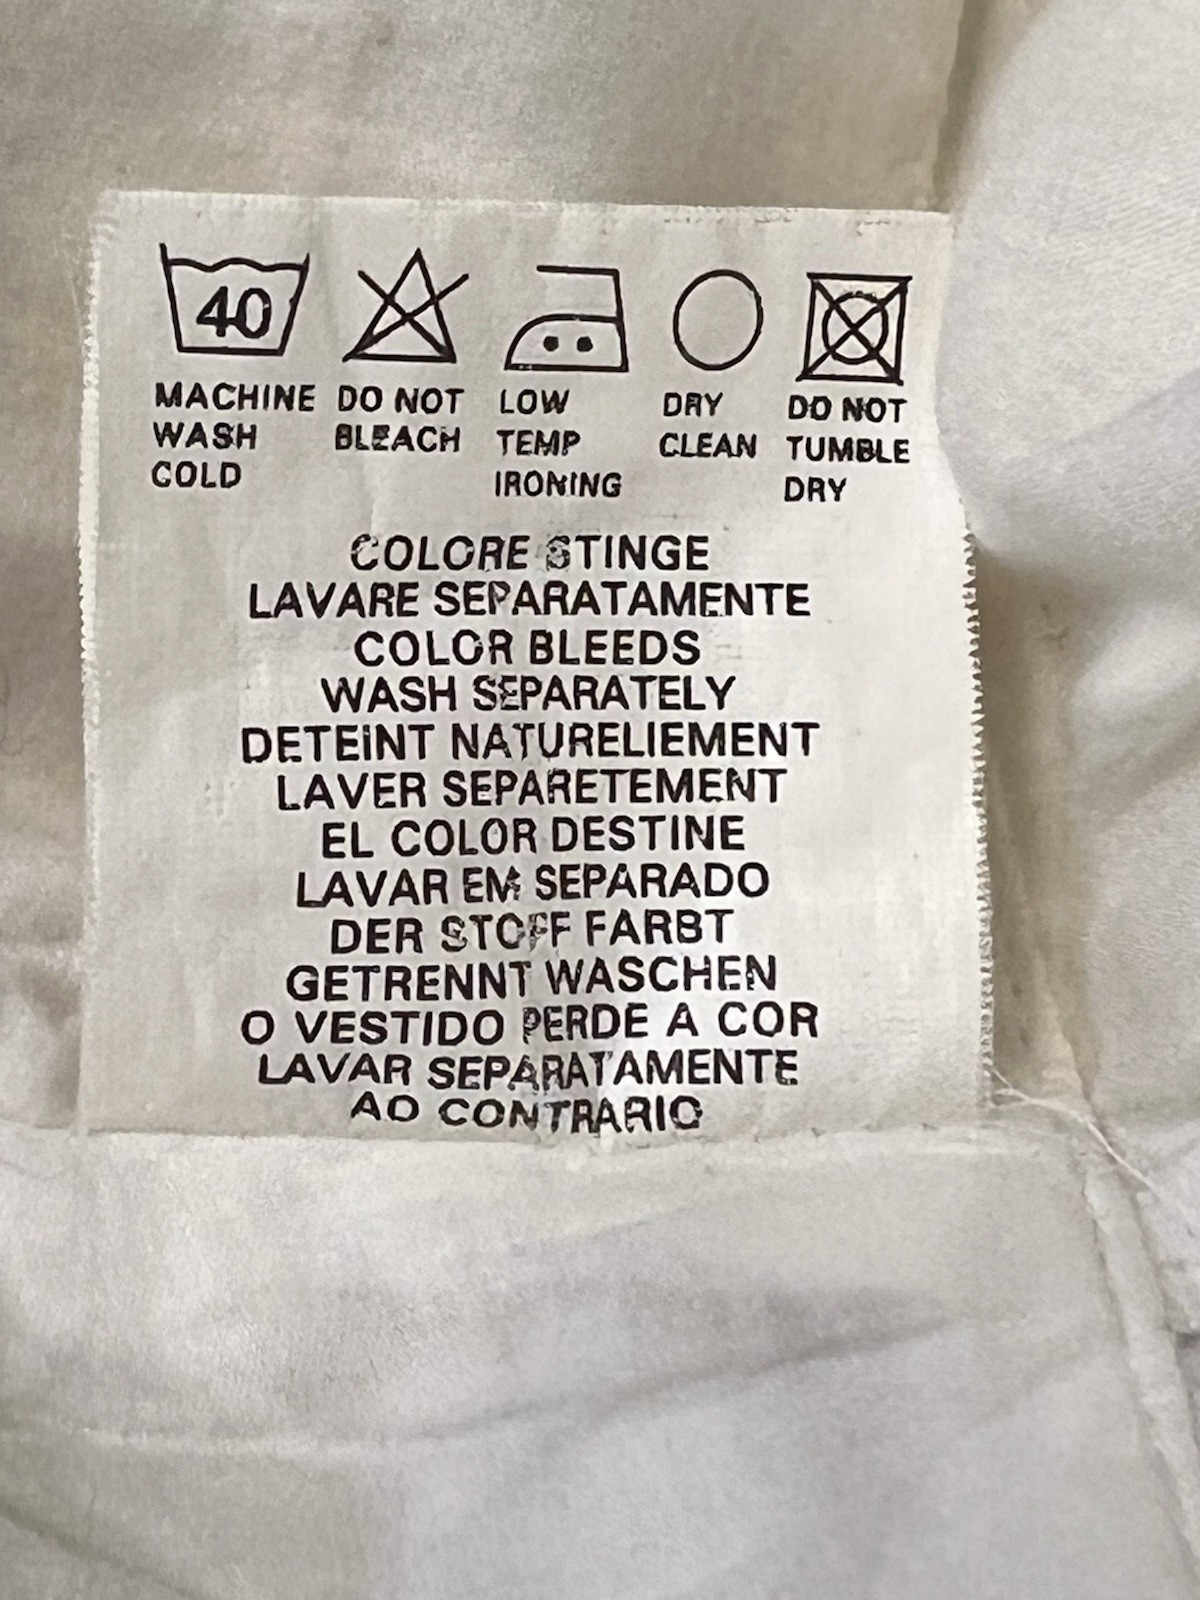 40
MACHINE WASH COLD
DO NOT BLEACH
LOW TEMP IRONING
DRY CLEAN
DO NOT TUMBLE DRY
COLORE STINGE
LAVARE SEPARATAMENTE
COLOR BLEEDS
WASH SEPARATELY
DETEINT NATURELIEMENT
LAVER SEPARETEMENT
EL COLOR DESTINE
LAVAR EM SEPARADO
DER STOFF FARBT
GETRENNT WASCHEN
O VESTIDO PERDE A COR
LAVAR SEPARATAMENTE
AO CONTRARIO